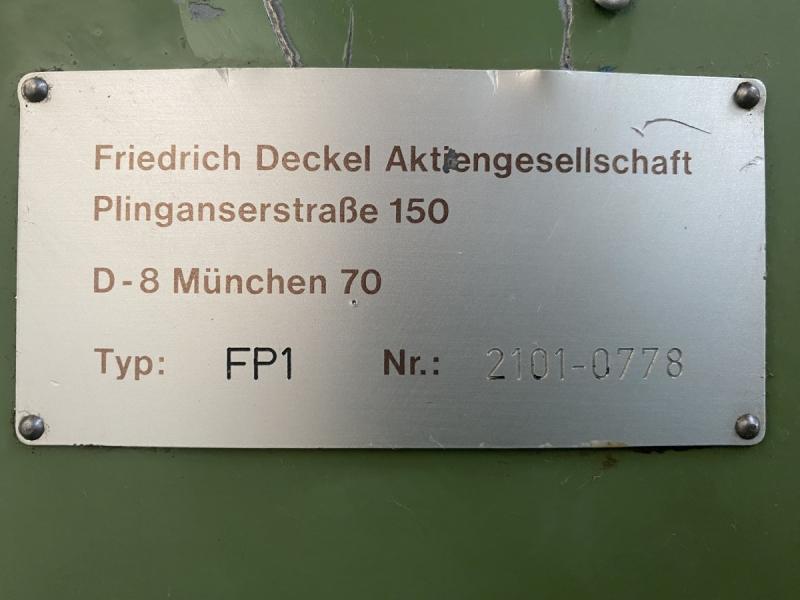 Friedrich Deckel Aktiengesellschaft
Plinganserstraße 150
D-8 München 70
Typ: FP1 Nr.: 2101-0778